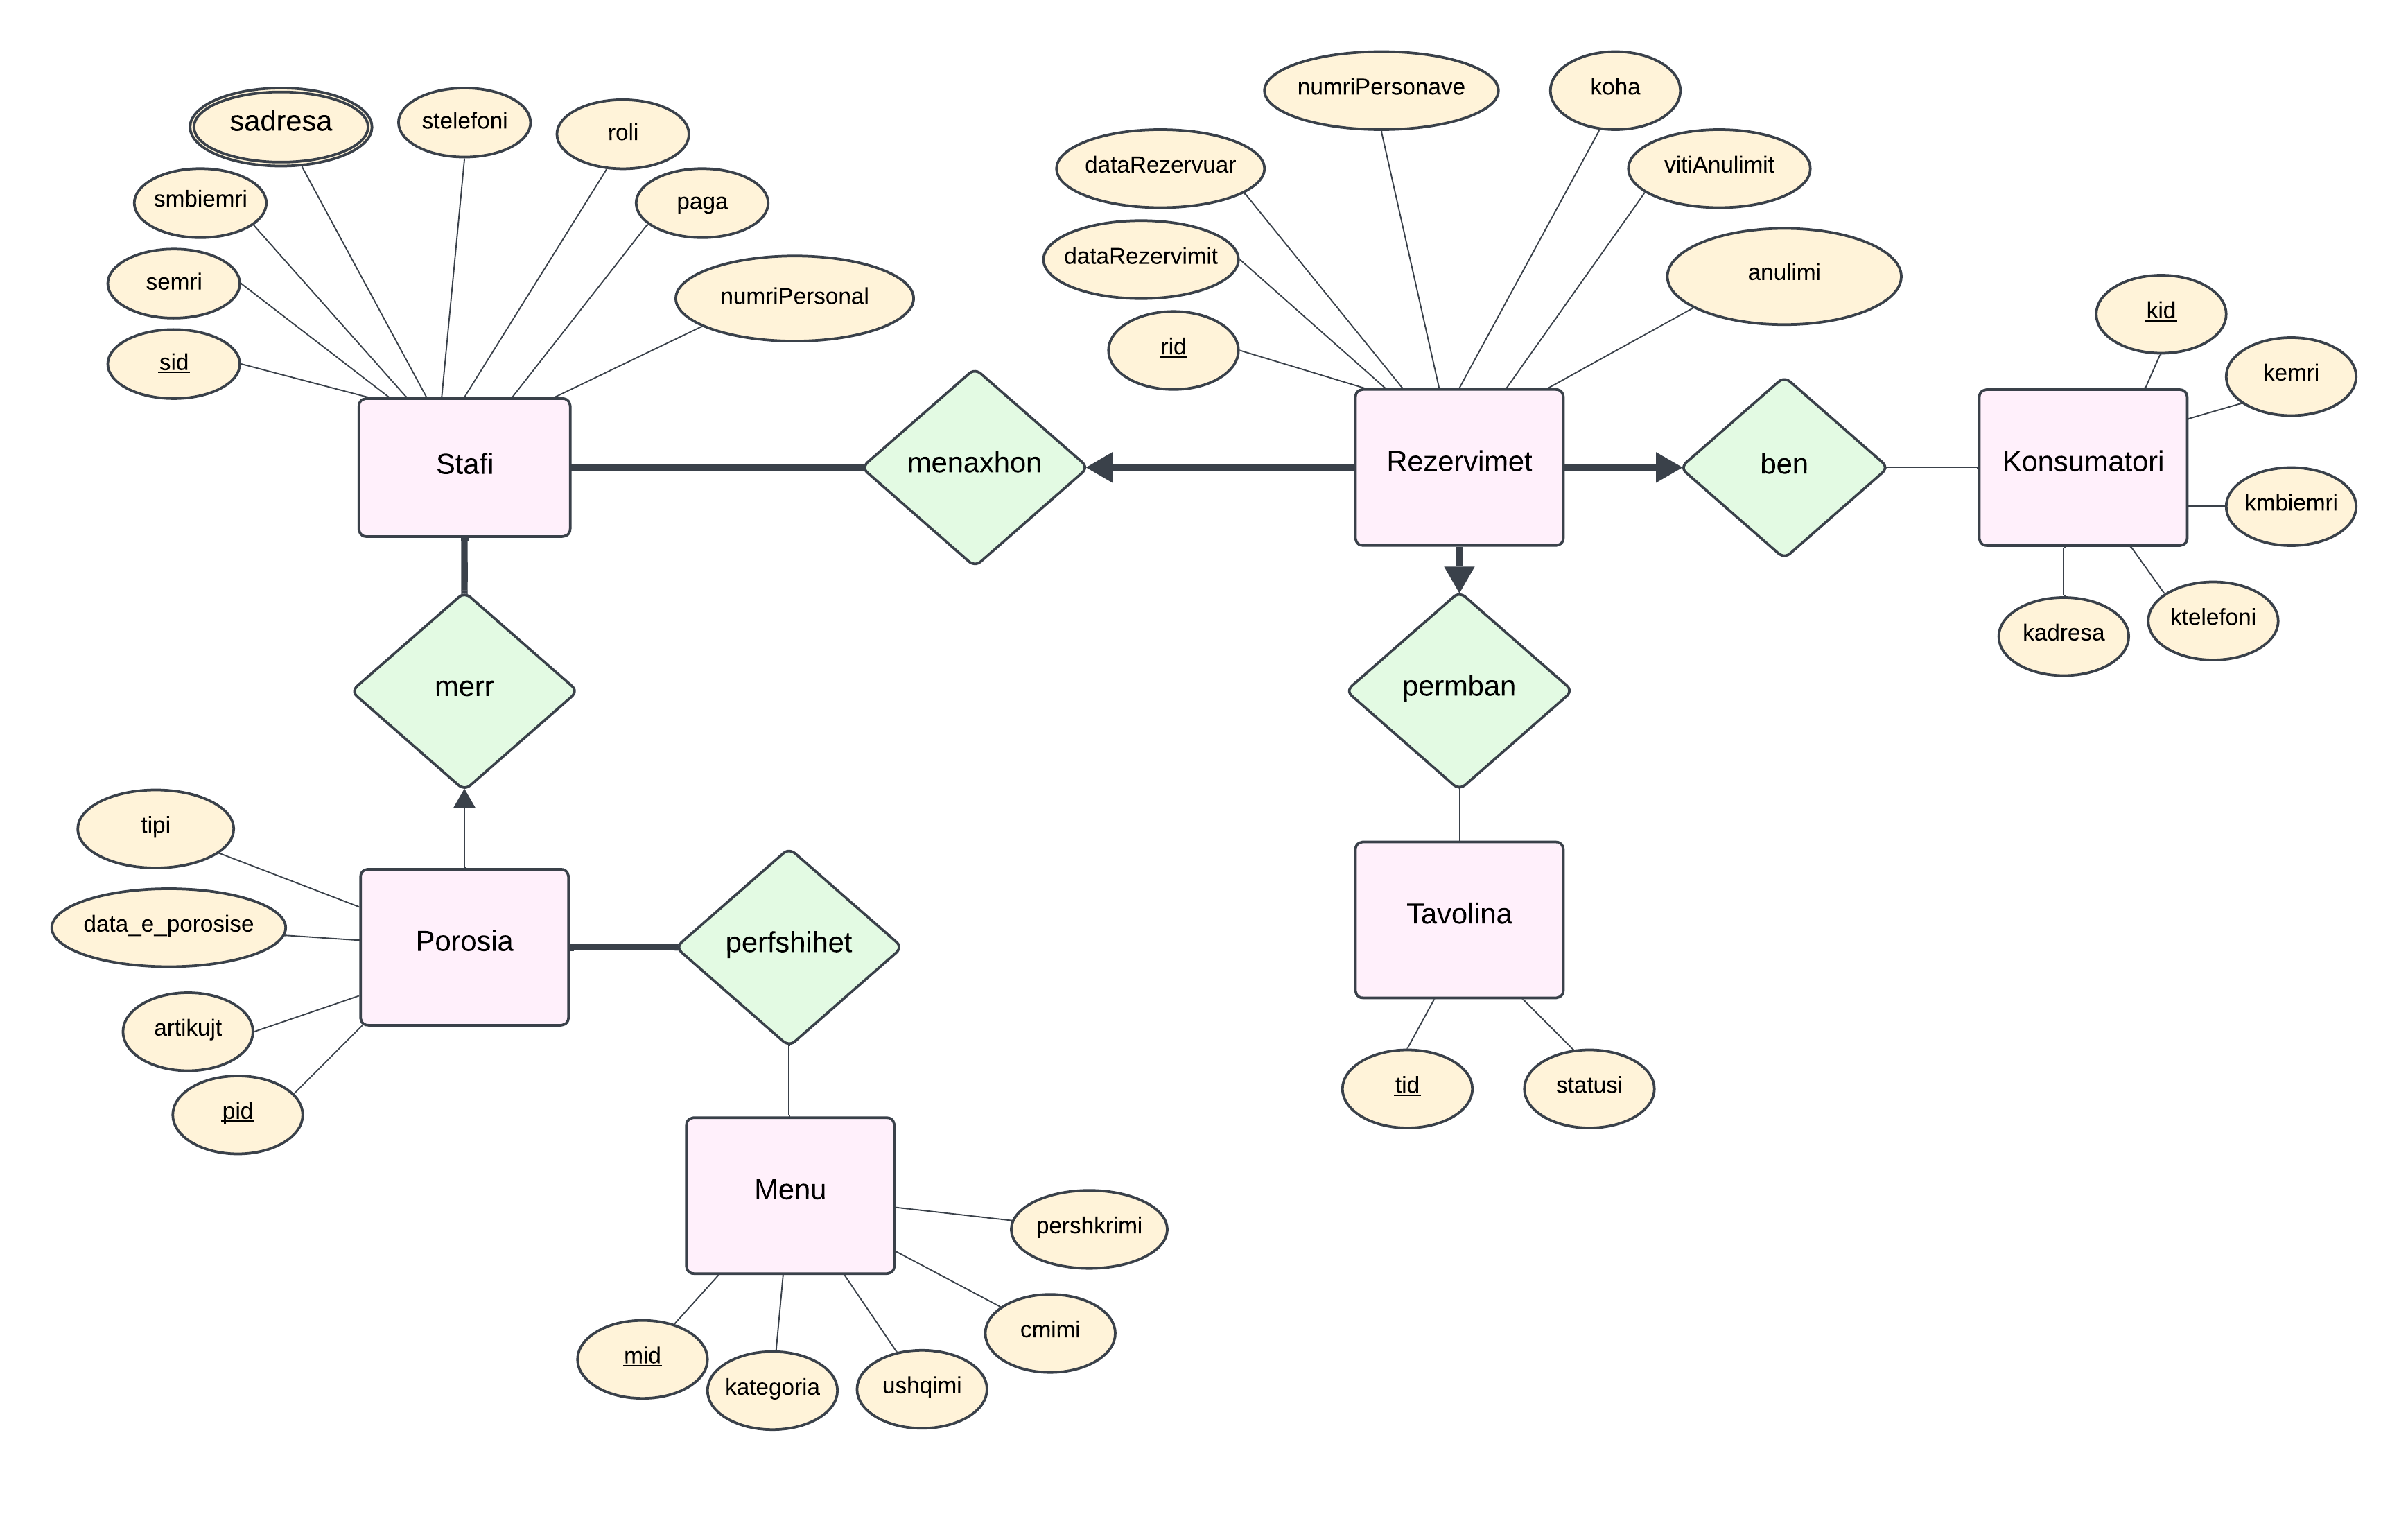 numriPersonave
koha
sadresa
stelefoni
roli
dataRezervuar
vitiAnulimit
smbiemri
paga
dataRezervimit
anulimi
semri
numriPersonal
kid
rid
kemri
sid
Stafi
menaxhon
Rezervimet
ben
Konsumatori
kmbiemri
kadresa
ktelefoni
merr
permban
tipi
data_e_porosise
Porosia
perfshihet
Tavolina
artikujt
pid
tid
statusi
Menu
pershkrimi
cmimi
mid
kategoria
ushqimi